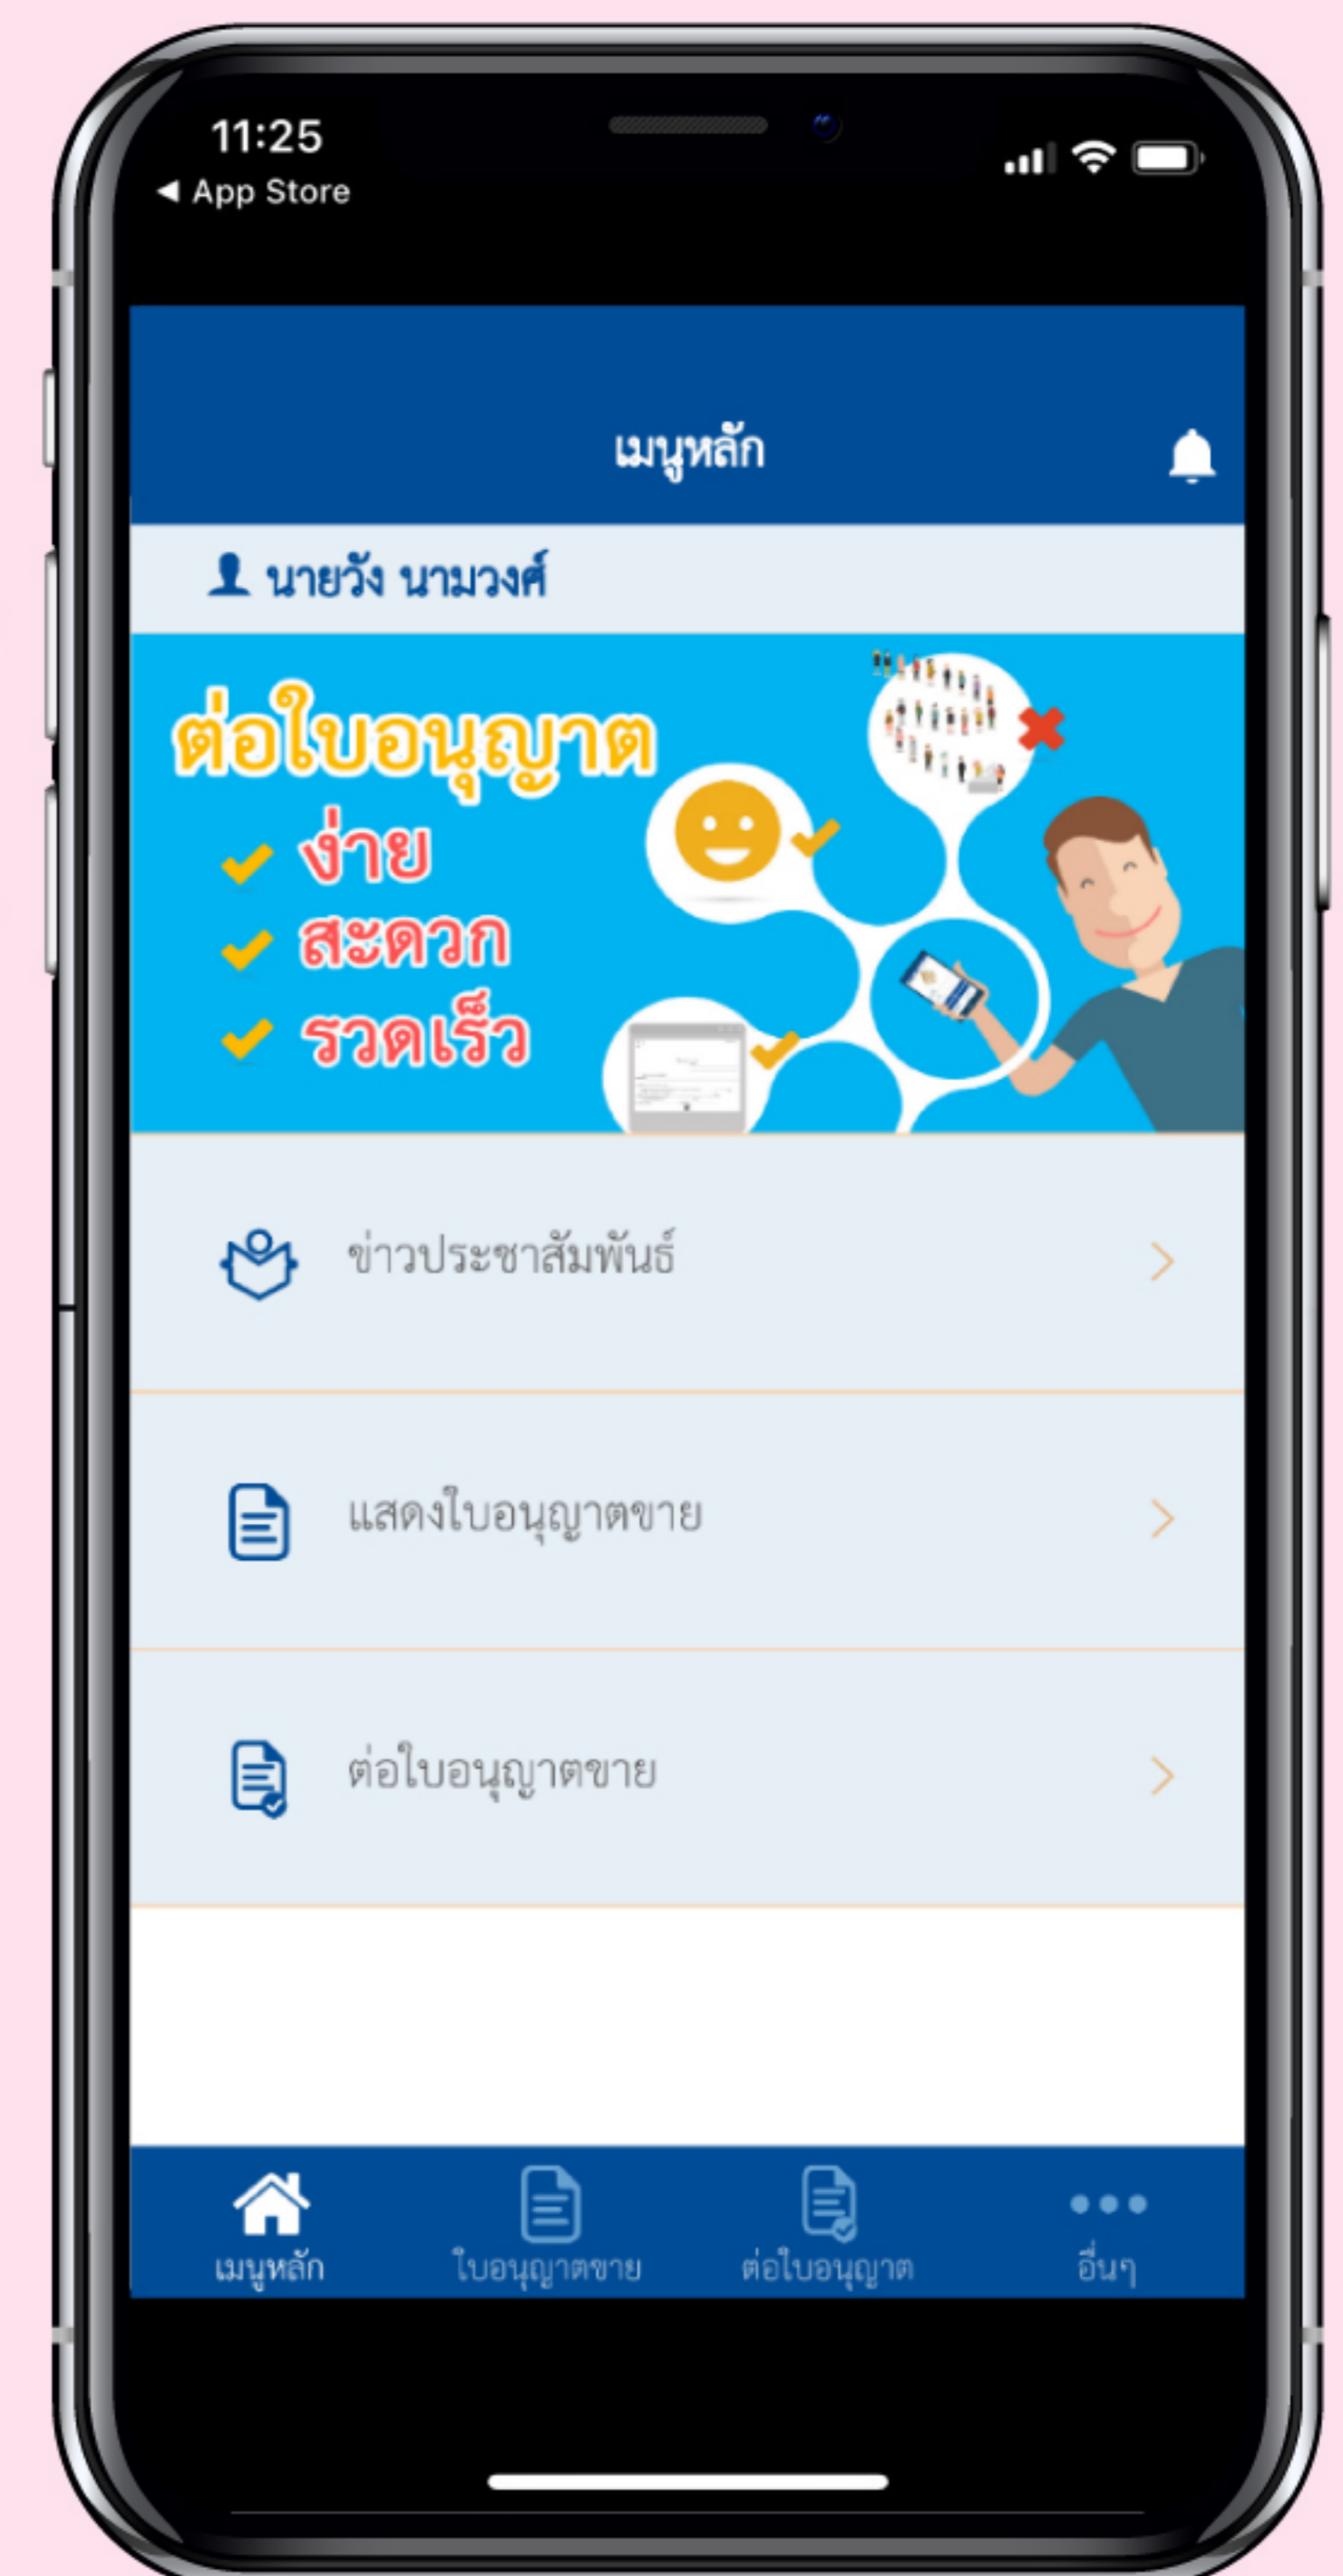 11:25
◀ App Store
เมนูหลัก
นายวัง นามวงศ์
ต่อใบอนุญาต
ง่าย
สะดวก
รวดเร็ว
ข่าวประชาสัมพันธ์
แสดงใบอนุญาตขาย
ต่อใบอนุญาตขาย
เมนูหลัก ใบอนุญาตขาย ต่อใบอนุญาต อื่นๆ